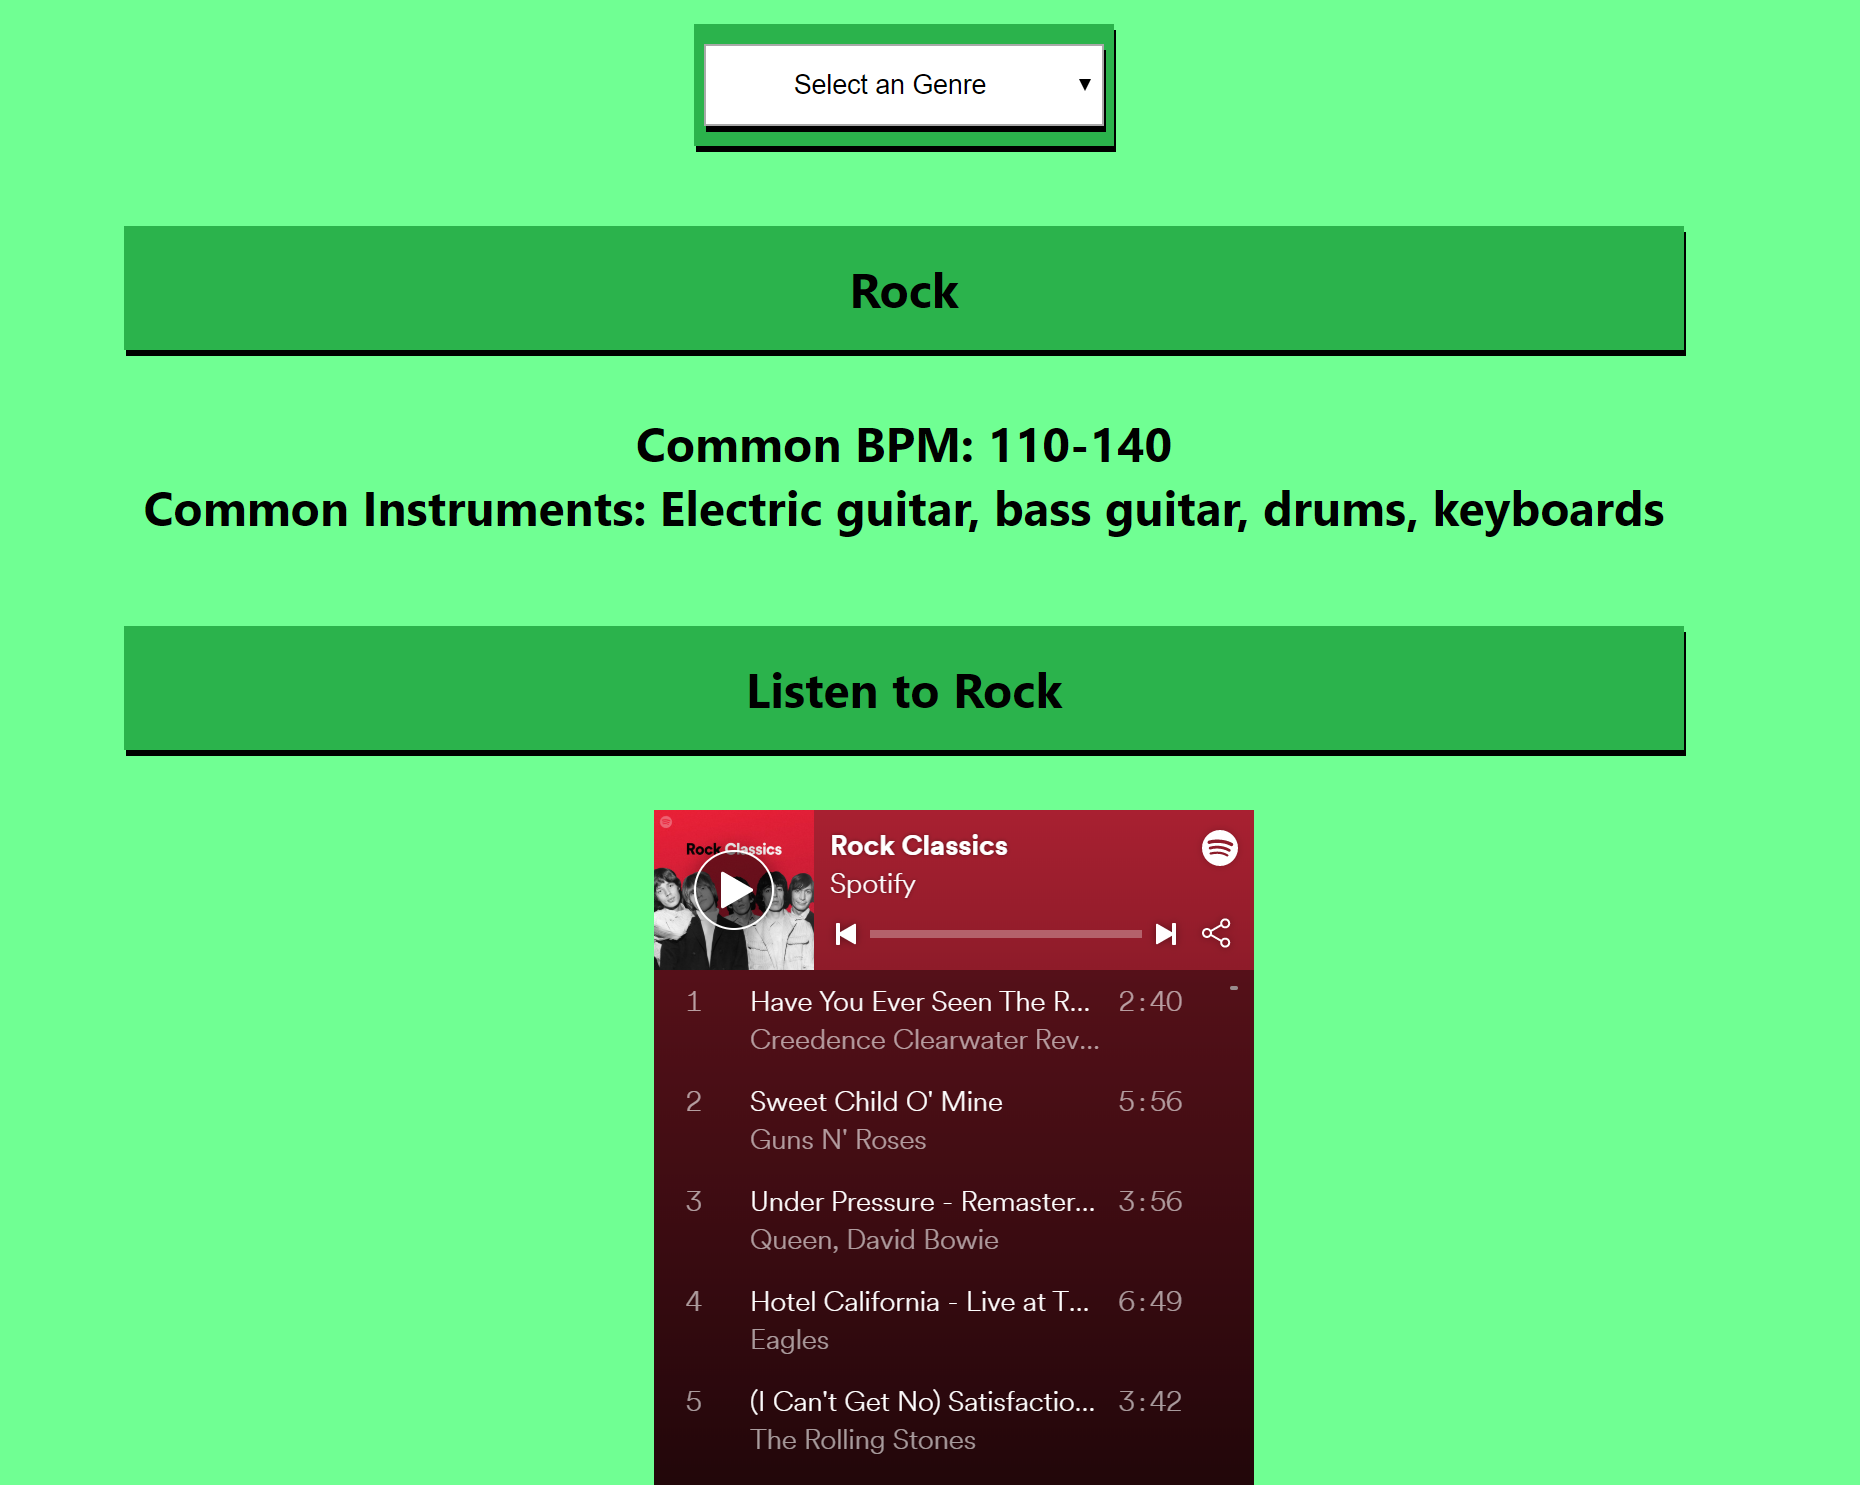 Select an Genre
Rock
Common BPM: 110-140
Common Instruments: Electric guitar, bass guitar, drums, keyboards
Listen to Rock
Rock Classics
Rock Classics
Spotify
1 Have You Ever Seen The R... 2:40
Creedence Clearwater Rev...
2 Sweet Child O' Mine 5:56
Guns N' Roses
3 Under Pressure - Remaster... 3:56
Queen, David Bowie
4 Hotel California - Live at T... 6:49
Eagles
5 (I Can't Get No) Satisfactio... 3:42
The Rolling Stones